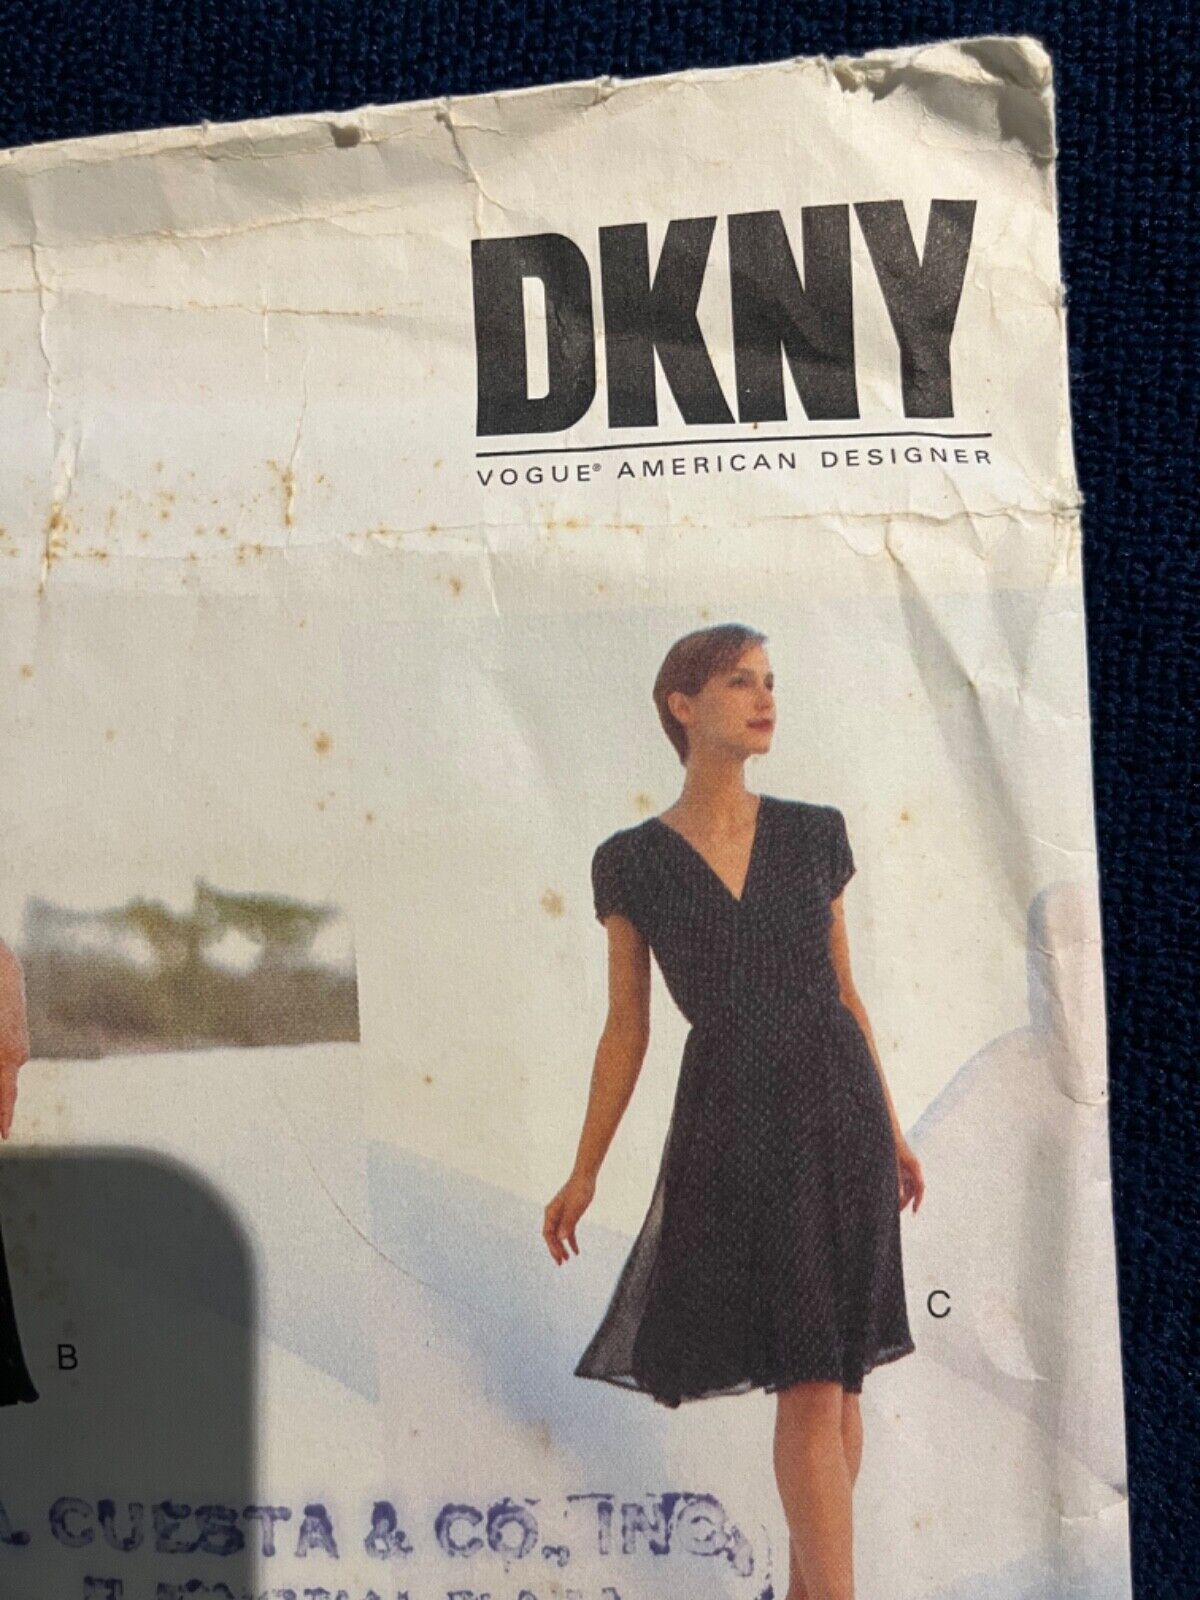 DKNY
VOGUE® AMERICAN DESIGNER
C
B
CUESTA & CO., INC.